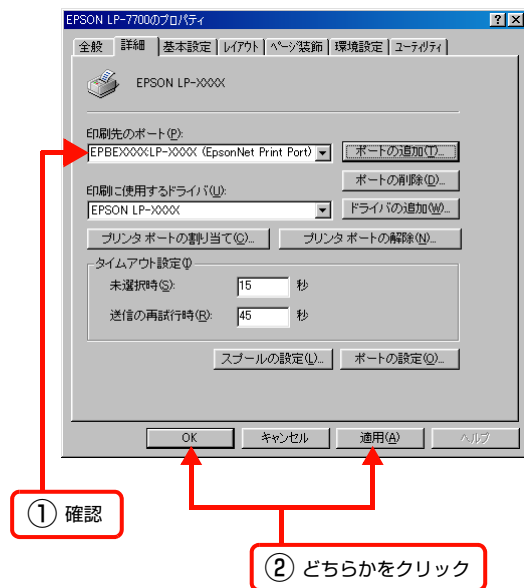 EPSON LP-7700のプロパティ
全般 詳細 基本設定 レイアウト ページ装飾 環境設定 ユーティリティ
EPSON LP-XXXX
印刷先のポート(P):
EPBEXXXX:LP-XXXX (EpsonNet Print Port) ポートの追加(T)...
ポートの削除(D)...
印刷に使用するドライバ(U):
EPSON LP-XXXX ドライバの追加(W)...
プリンタ ポートの割り当て(C)... プリンタ ポートの解除(N)...
タイムアウト設定(I)
未選択時(S): 15 秒
送信の再試行時(R): 45 秒
スプールの設定(L)... ポートの設定(O)...
OK キャンセル 適用(A) ヘルプ
① 確認
② どちらかをクリック